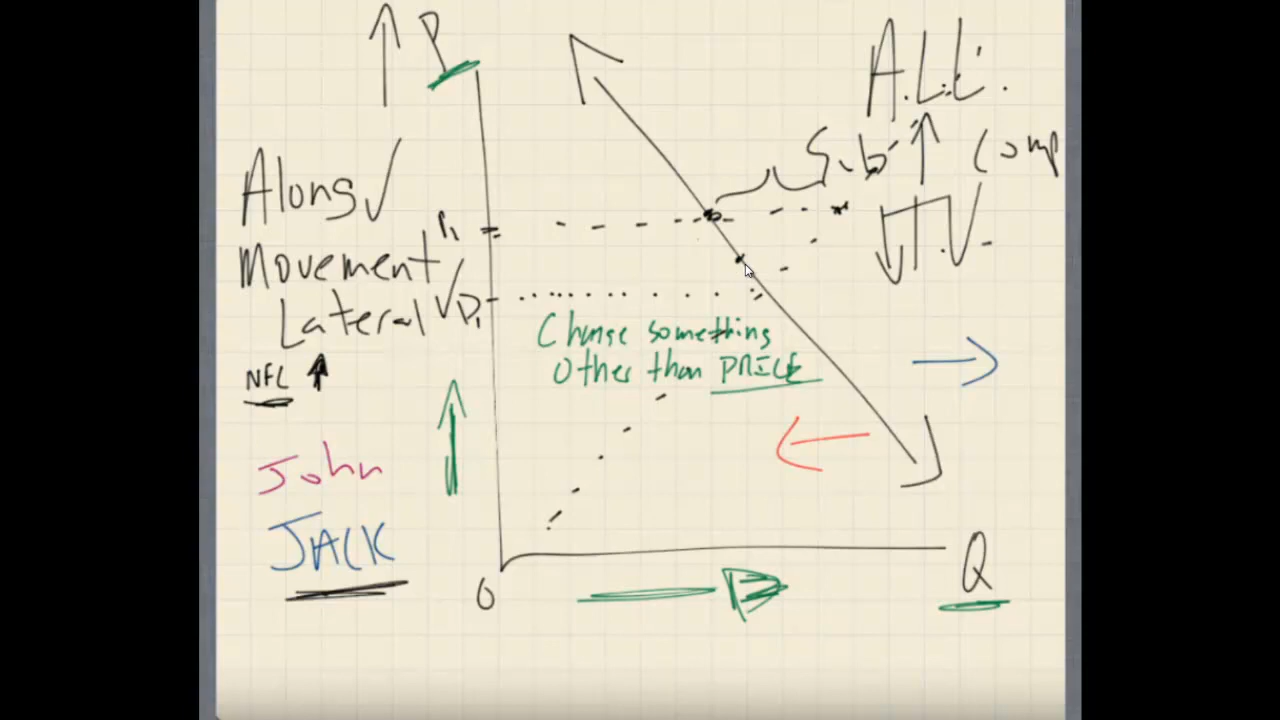 P
A.L.L.
Along
Sub Comp
P₁
T.V.
Movement
Lateral
P₁
Change something
Other than PRICE
NFL
John
JACK
Q
0